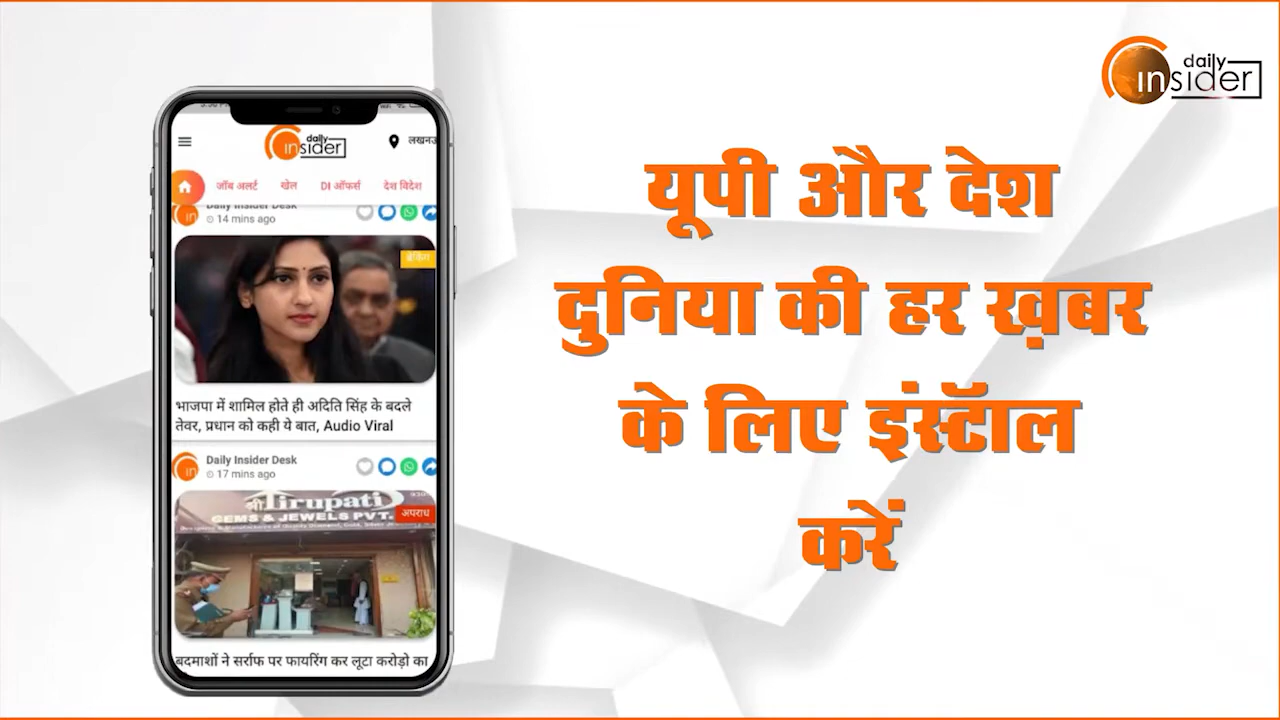 daily
insider
यूपी और देश
दुनिया की हर ख़बर
के लिए इंस्टॉल
करें
daily
insider
लखनऊ
जॉब अलर्ट खेल DI ऑफर्स देश विदेश
Daily Insider Desk
14 mins ago
ब्रेकिंग
भाजपा में शामिल होते ही अदिति सिंह के बदले
तेवर, प्रधान को कही ये बात, Audio Viral
in
Daily Insider Desk
17 mins ago
श्री Tirupati
GEMS & JEWELS PVT.
अपराध
बदमाशों ने सर्राफ पर फायरिंग कर लूटा करोड़ो का